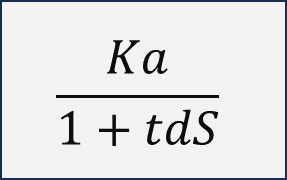 Ka
1 + tdS